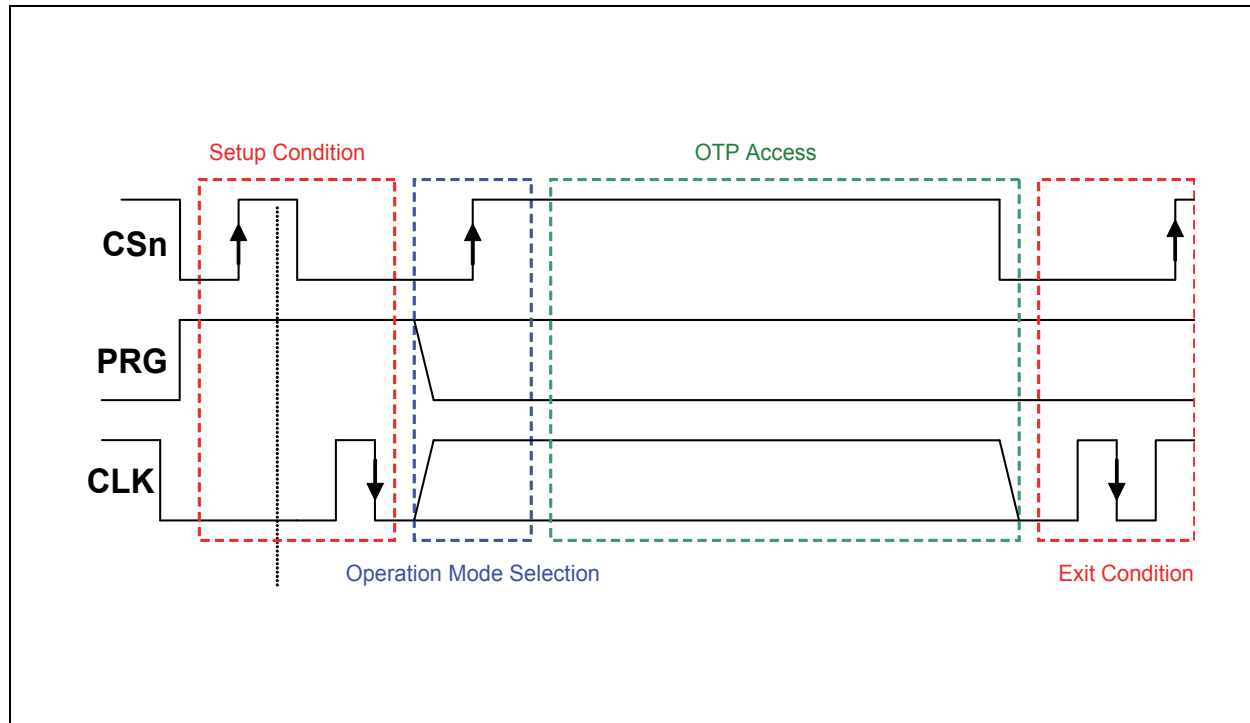 Setup Condition
OTP Access
CSn
PRG
CLK
Operation Mode Selection
Exit Condition